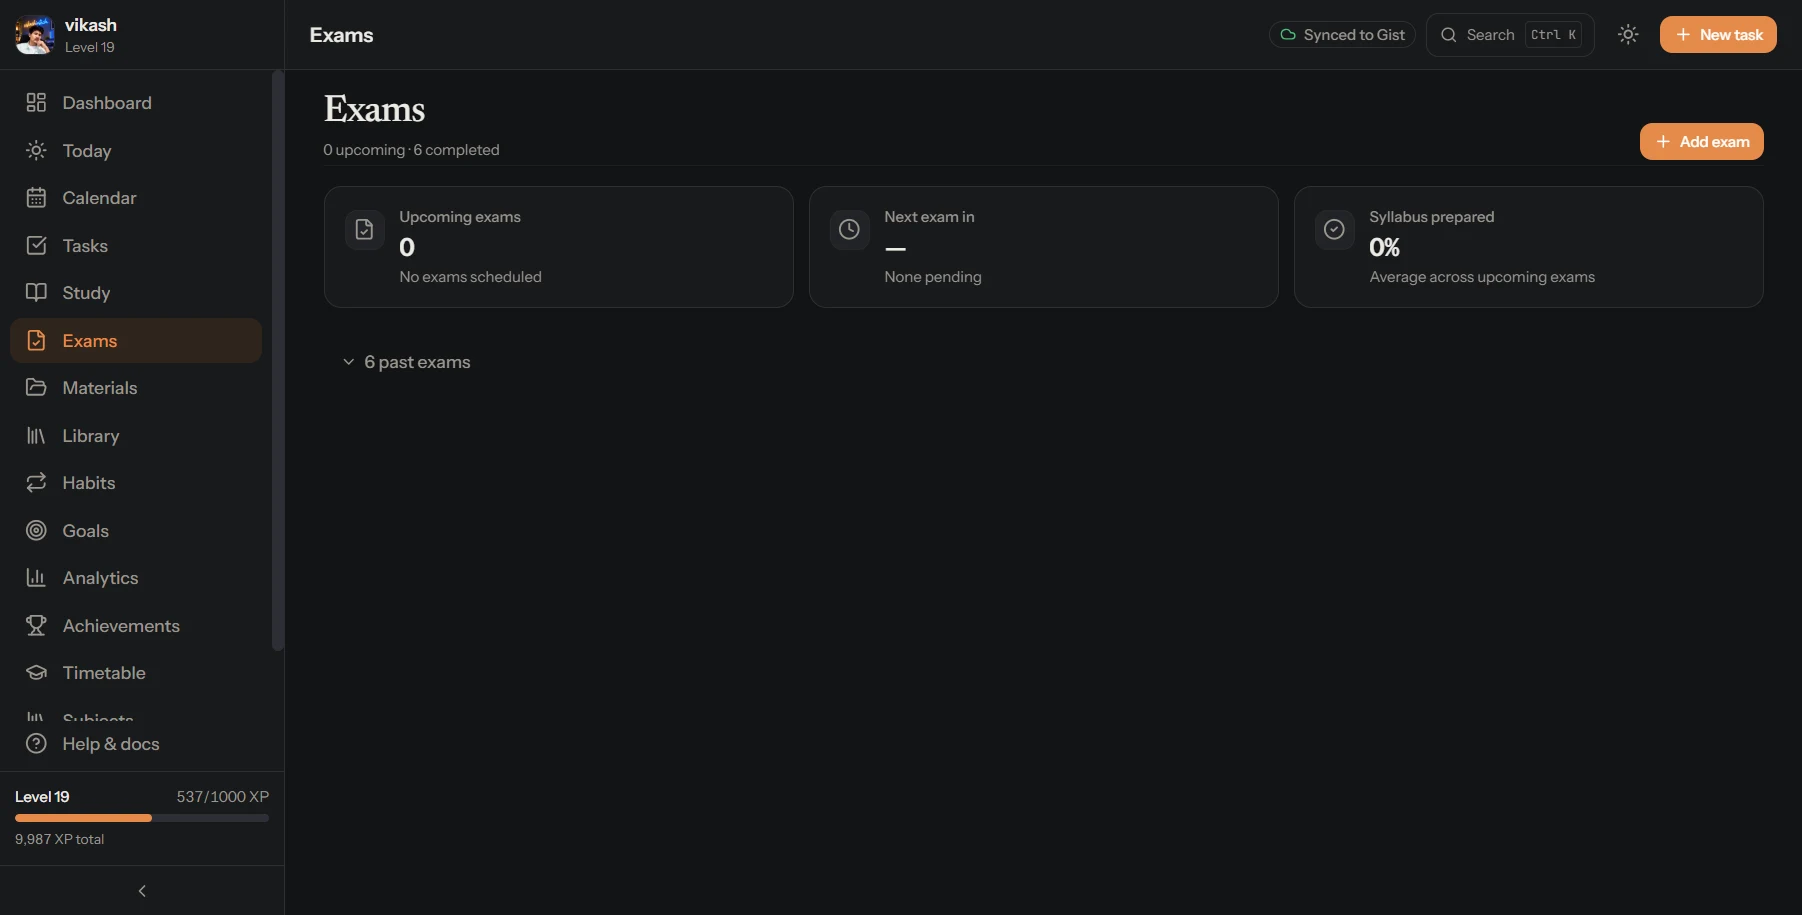 vikash
Level 19
Exams
Synced to Gist
Search
Ctrl K
New task
Dashboard
Today
Calendar
Tasks
Study
Exams
Materials
Library
Habits
Goals
Analytics
Achievements
Timetable
Subjects
Help & docs
Level 19
537/1000 XP
9,987 XP total
Exams
0 upcoming · 6 completed
Add exam
Upcoming exams
0
No exams scheduled
Next exam in
—
None pending
Syllabus prepared
0%
Average across upcoming exams
6 past exams